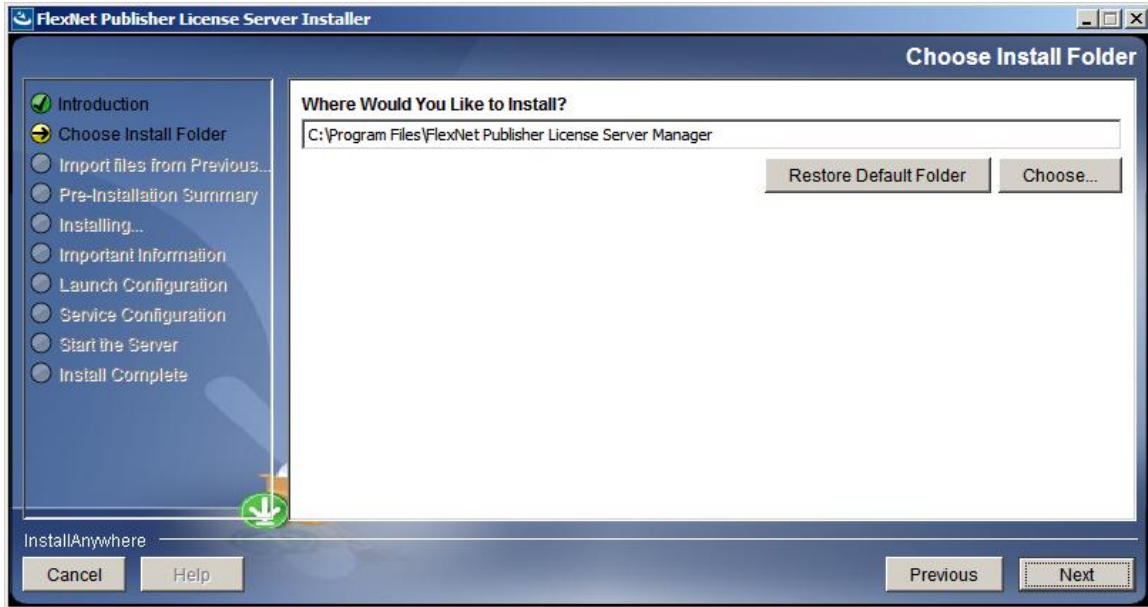 FlexNet Publisher License Server Installer
Choose Install Folder
Introduction
Choose Install Folder
Import files from Previous...
Pre-Installation Summary
Installing...
Important Information
Launch Configuration
Service Configuration
Start the Server
Install Complete
Where Would You Like to Install?
C:\Program Files\FlexNet Publisher License Server Manager
Restore Default Folder Choose...
InstallAnywhere
Cancel Help Previous Next